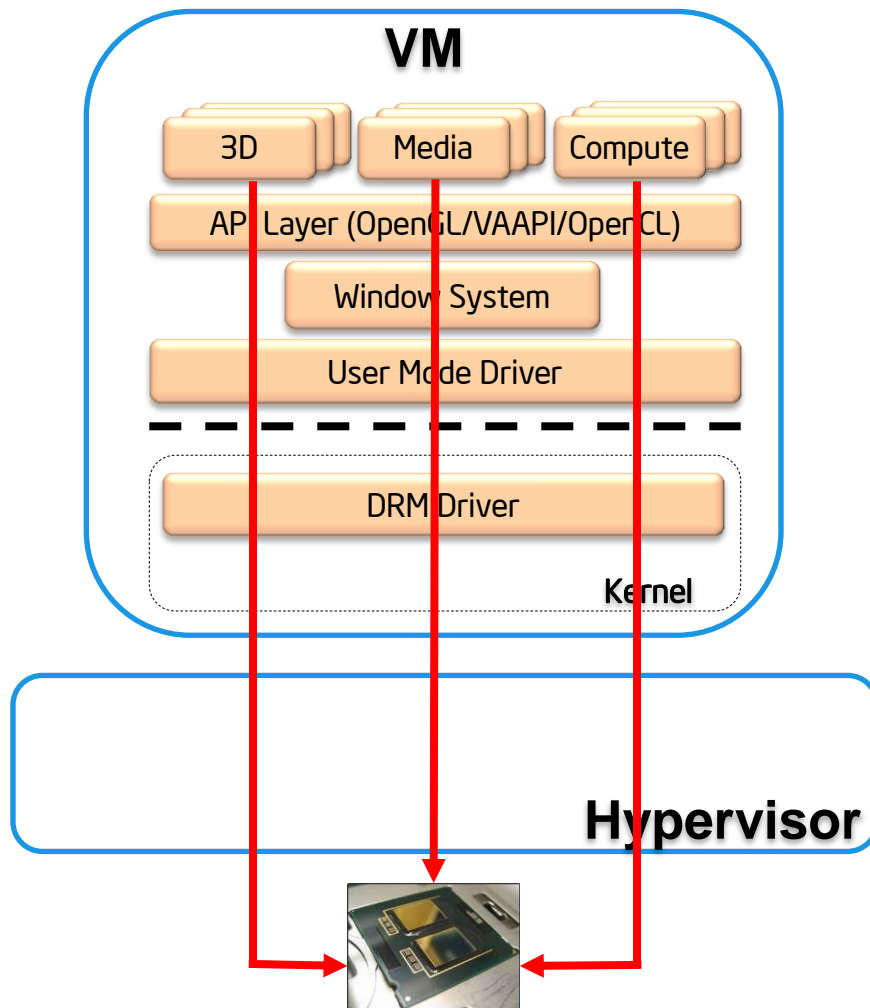 VM
3D
Media
Compute
API Layer (OpenGL/VAAPI/OpenCL)
Window System
User Mode Driver
DRM Driver
Kernel
Hypervisor